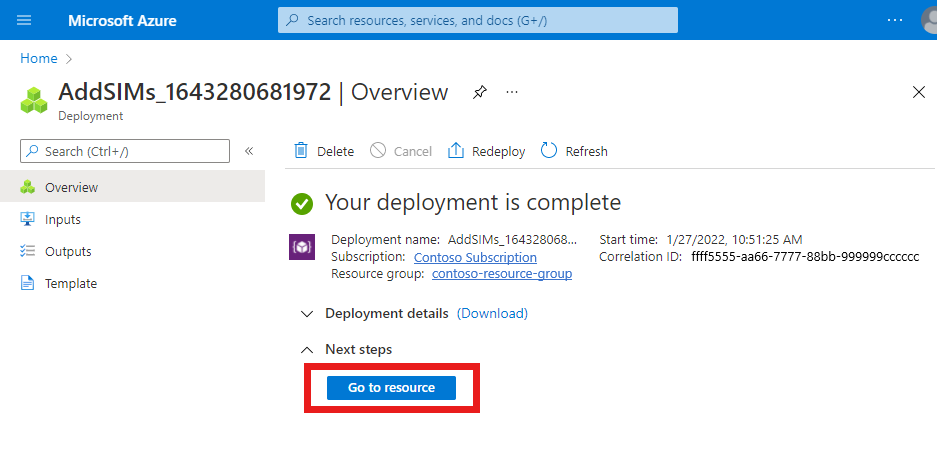 Microsoft Azure
Search resources, services, and docs (G+/)
...
Home >
AddSIMs_1643280681972 | Overview ...
Deployment
Search (Ctrl+/) «
Delete Cancel Redeploy Refresh
Overview
Inputs
Outputs
Template
Your deployment is complete
Deployment name: AddSIMs_164328068... Start time: 1/27/2022, 10:51:25 AM
Subscription: Contoso Subscription Correlation ID: ffff5555-aa66-7777-88bb-999999cccccc
Resource group: contoso-resource-group
Deployment details (Download)
Next steps
Go to resource